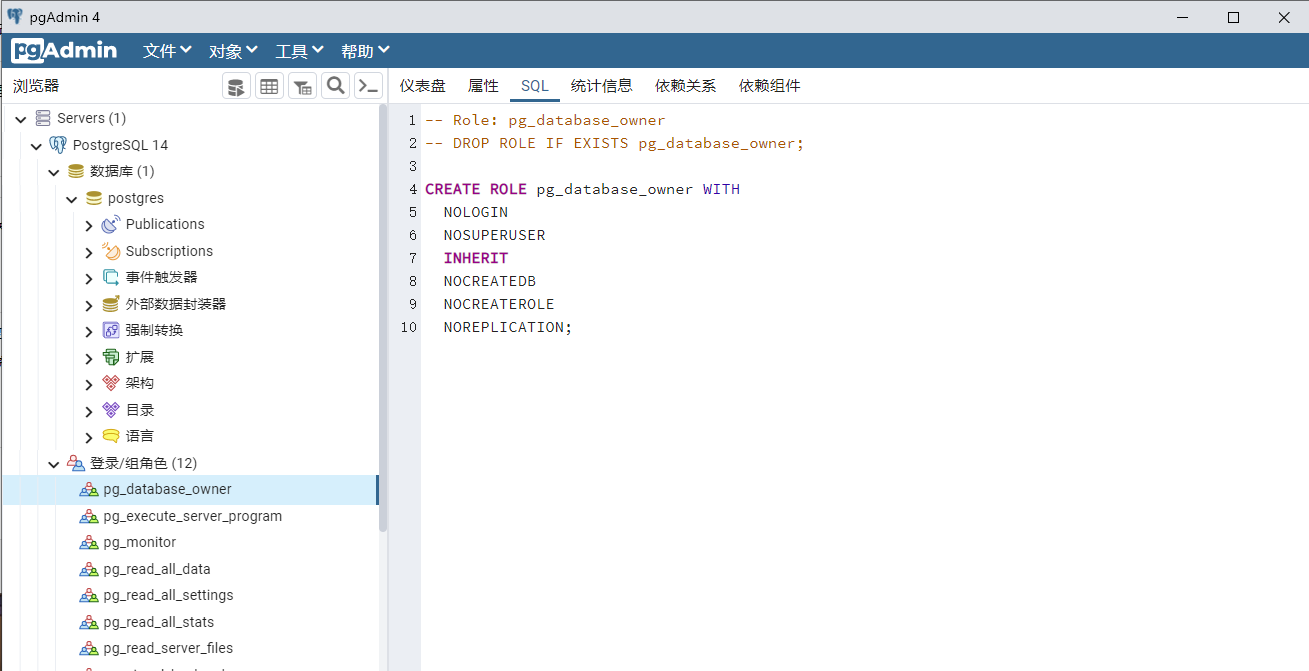 pgAdmin 4
pgAdmin 文件 对象 工具 帮助
浏览器
仪表盘 属性 SQL 统计信息 依赖关系 依赖组件
Servers (1)
PostgreSQL 14
数据库 (1)
postgres
Publications
Subscriptions
事件触发器
外部数据封装器
强制转换
扩展
架构
目录
语言
登录/组角色 (12)
pg_database_owner
pg_execute_server_program
pg_monitor
pg_read_all_data
pg_read_all_settings
pg_read_all_stats
pg_read_server_files
1 -- Role: pg_database_owner
2 -- DROP ROLE IF EXISTS pg_database_owner;
3
4 CREATE ROLE pg_database_owner WITH
5 NOLOGIN
6 NOSUPERUSER
7 INHERIT
8 NOCREATEDB
9 NOCREATEROLE
10 NOREPLICATION;